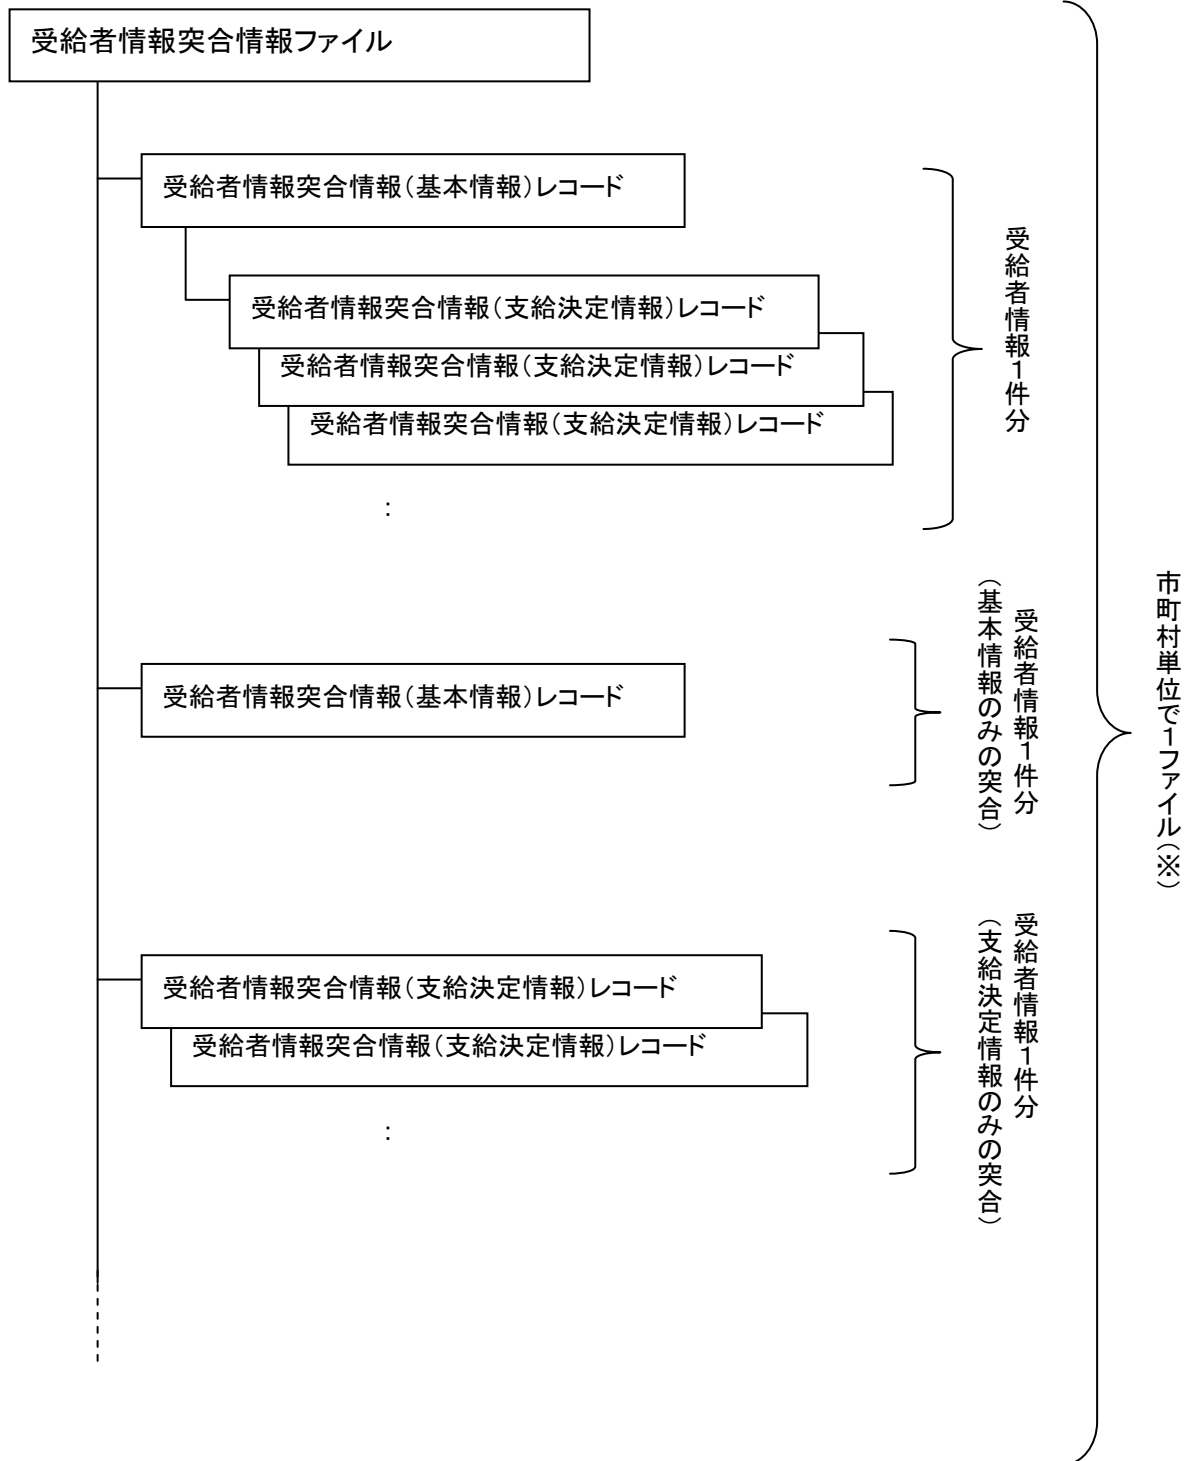 受給者情報突合情報ファイル
受給者情報突合情報（基本情報）レコード
受給者情報突合情報（支給決定情報）レコード
受給者情報突合情報（支給決定情報）レコード
受給者情報突合情報（支給決定情報）レコード
：
受給者情報１件分
受給者情報突合情報（基本情報）レコード
受給者情報１件分
（基本情報のみの突合）
受給者情報突合情報（支給決定情報）レコード
受給者情報突合情報（支給決定情報）レコード
：
受給者情報１件分
（支給決定情報のみの突合）
市町村単位で１ファイル（※）